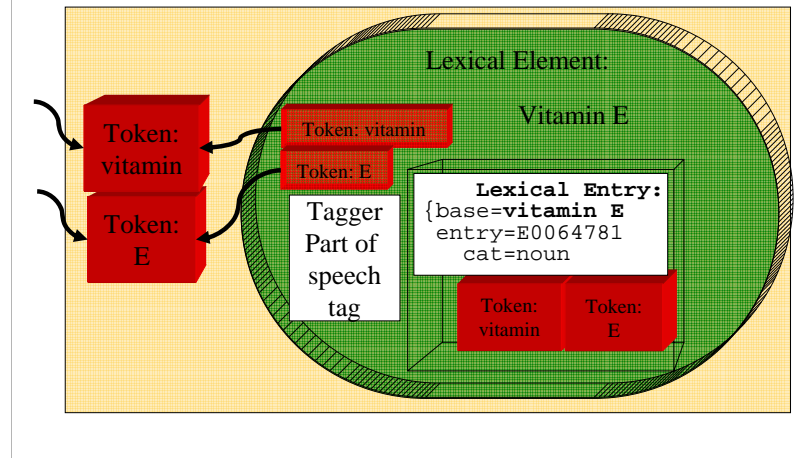 Lexical Element:
Vitamin E
Token:
vitamin
Token:
E
Token: vitamin
Token: E
Tagger
Part of
speech
tag
Lexical Entry:
{base=vitamin E
entry=E0064781
cat=noun
Token:
vitamin
Token:
E